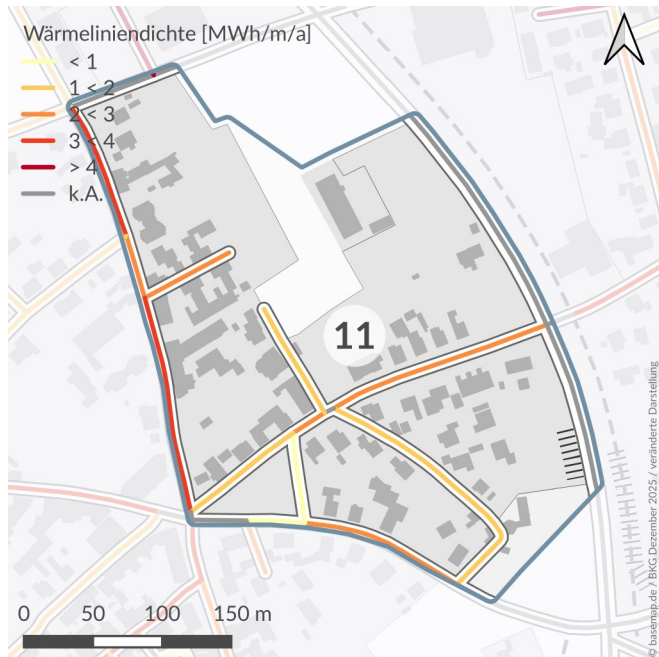 Wärmeliniendichte [MWh/m/a]
< 1
1 < 2
2 < 3
3 < 4
> 4
k.A.
11
0 50 100 150 m
© basemap.de / BKG Dezember 2025 / veränderte Darstellung